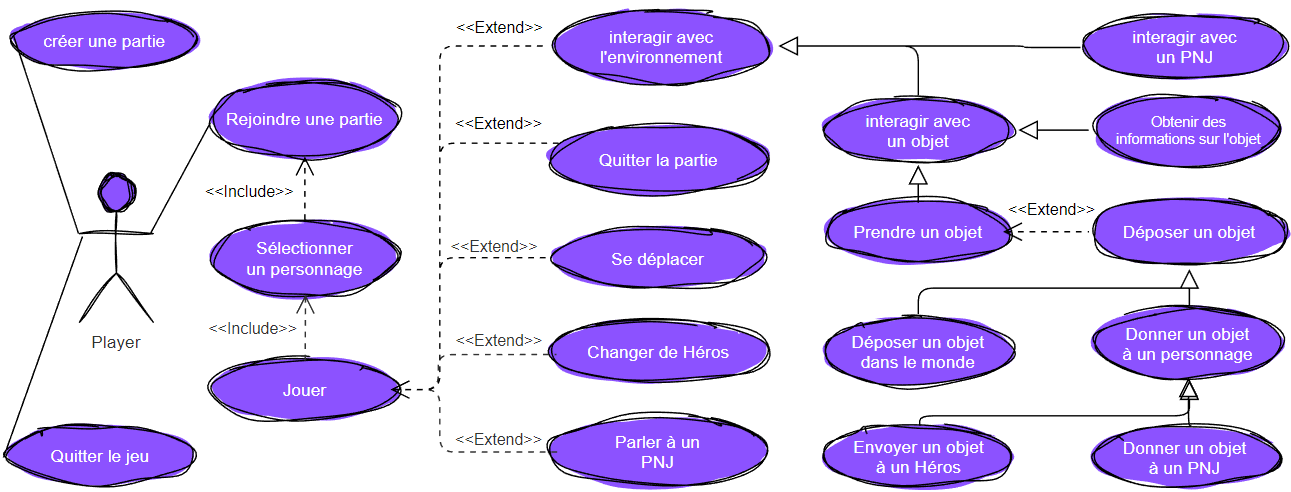 créer une partie
Rejoindre une partie
<<Include>>
Sélectionner
un personnage
<<Include>>
Jouer
Player
Quitter le jeu
<<Extend>>
interagir avec
l'environnement
<<Extend>>
Quitter la partie
<<Extend>>
Se déplacer
<<Extend>>
Changer de Héros
<<Extend>>
Parler à un
PNJ
interagir avec
un PNJ
interagir avec
un objet
Obtenir des
informations sur l'objet
Prendre un objet
<<Extend>>
Déposer un objet
Déposer un objet
dans le monde
Donner un objet
à un personnage
Envoyer un objet
à un Héros
Donner un objet
à un PNJ